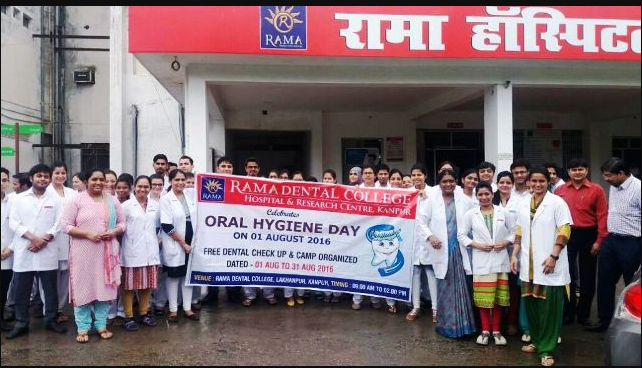 RAMA
रामा हॉस्पिटल
RAMA
RAMA DENTAL COLLEGE
HOSPITAL & RESEARCH CENTRE, KANPUR
Celebrates
ORAL HYGIENE DAY
ON 01 AUGUST 2016
FREE DENTAL CHECK UP & CAMP ORGANIZED
DATED - 01 AUG TO 31 AUG 2016
VENUE : RAMA DENTAL COLLEGE, LAKHANPUR, KANPUR, TIMING : 09:00 AM TO 02:00 PM